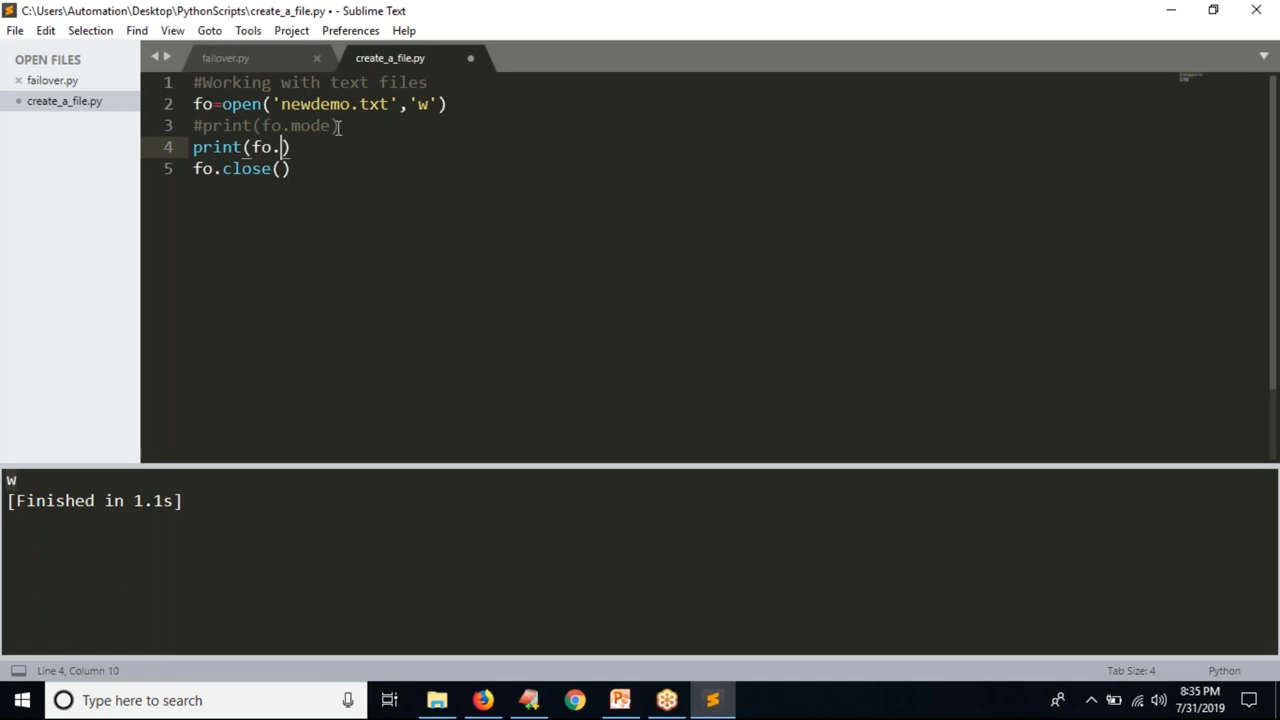 C:\Users\Automation\Desktop\PythonScripts\create_a_file.py • - Sublime Text
File Edit Selection Find View Goto Tools Project Preferences Help
OPEN FILES
failover.py
create_a_file.py
failover.py
create_a_file.py
1 #Working with text files
2 fo=open('newdemo.txt','w')
3 #print(fo.mode)
4 print(fo.)
5 fo.close()
w
[Finished in 1.1s]
Line 4, Column 10
Tab Size: 4
Python
Type here to search
8:35 PM
7/31/2019